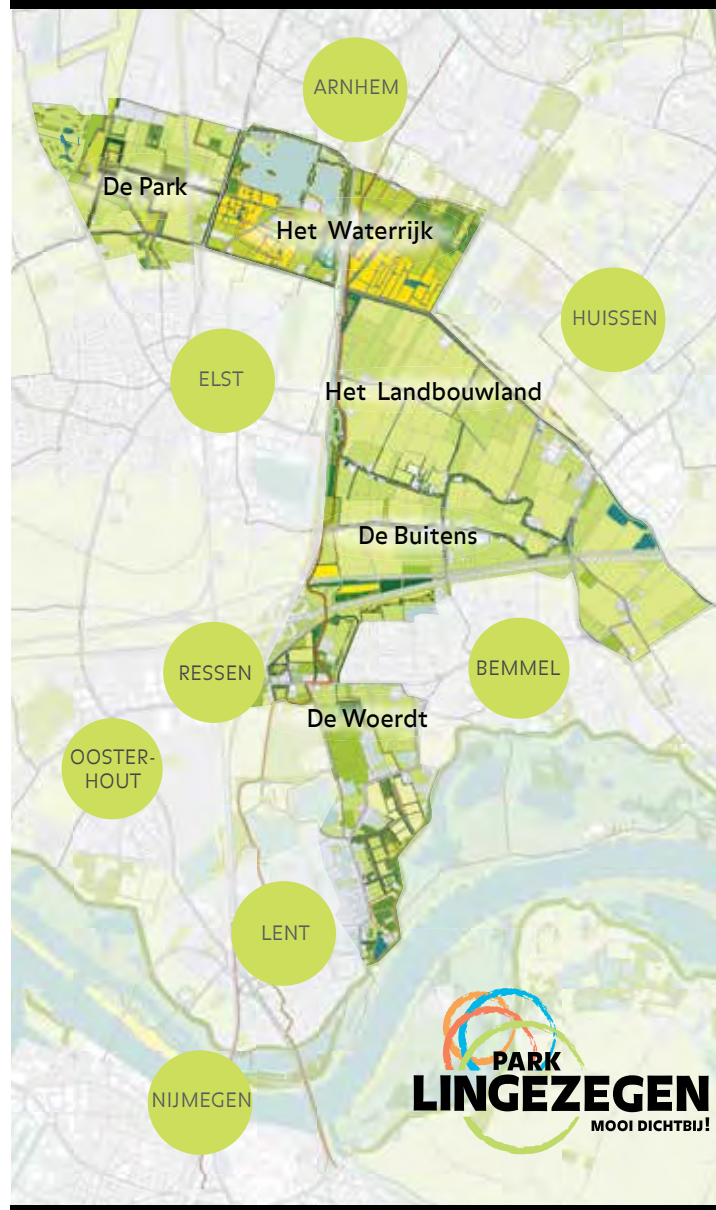 ARNHEM
De Park
Het Waterrijk
HUISSEN
ELST
Het Landbouwland
De Buitens
RESSEN
BEMMEL
De Woerdt
OOSTER-
HOUT
LENT
PARK
LINGEZEGEN
MOOI DICHTBIJ!
NIJMEGEN